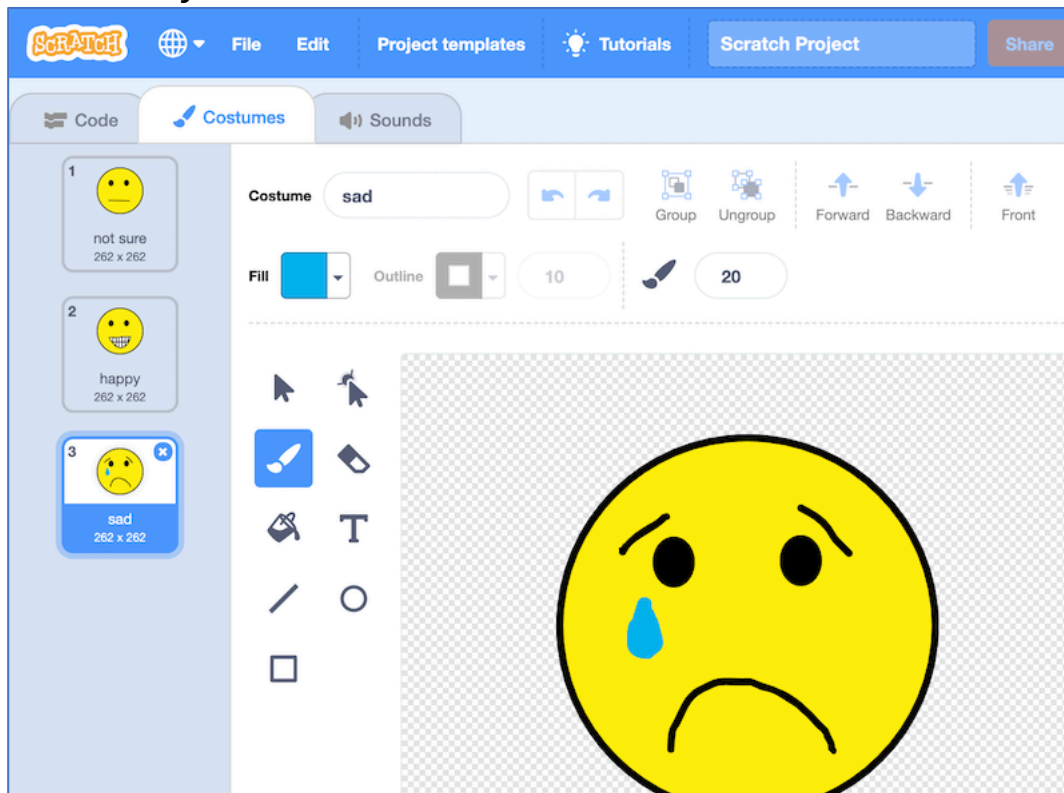 SCRATCH File Edit Project templates Tutorials Scratch Project Share
Code Costumes Sounds
1
not sure
262 x 262
2
happy
262 x 262
3
sad
262 x 262
Costume sad Group Ungroup Forward Backward Front
Fill Outline 10 20
T